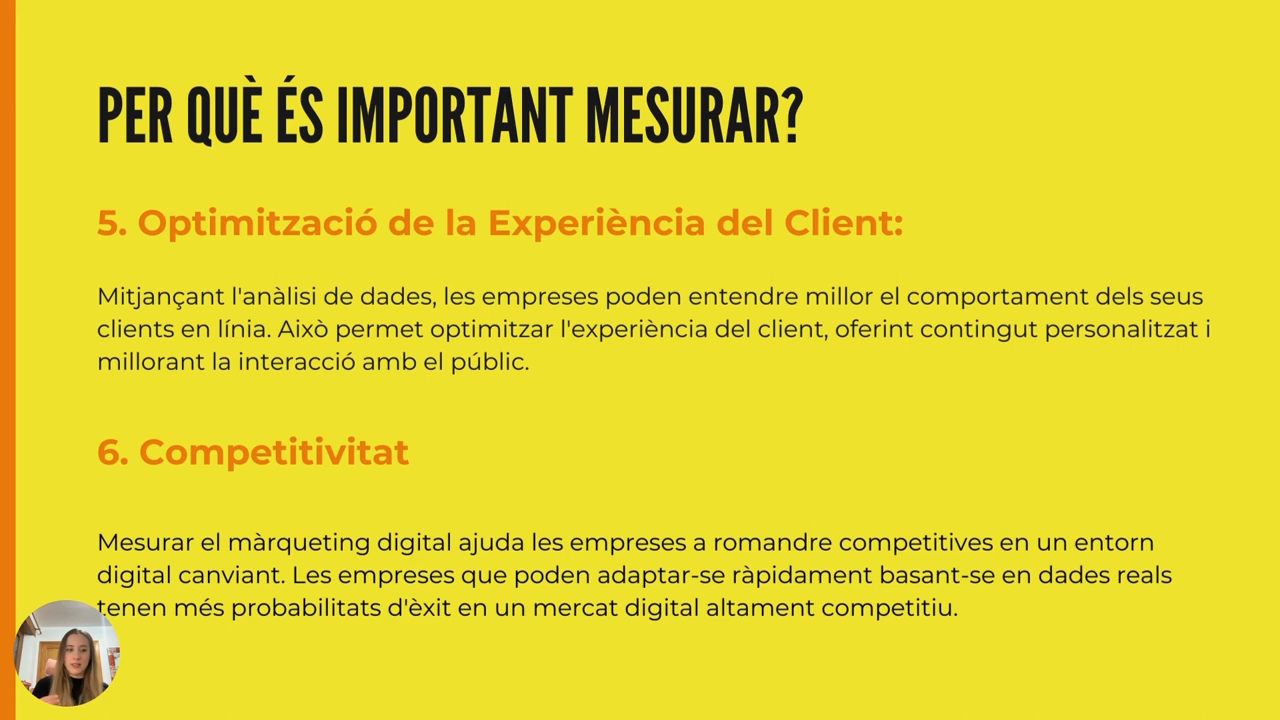 PER QUÈ ÉS IMPORTANT MESURAR?
5. Optimització de la Experiència del Client:
Mitjançant l'anàlisi de dades, les empreses poden entendre millor el comportament dels seus
clients en línia. Això permet optimitzar l'experiència del client, oferint contingut personalitzat i
millorant la interacció amb el públic.
6. Competitivitat
Mesurar el màrqueting digital ajuda les empreses a romandre competitives en un entorn
digital canviant. Les empreses que poden adaptar-se ràpidament basant-se en dades reals
tenen més probabilitats d'èxit en un mercat digital altament competitiu.